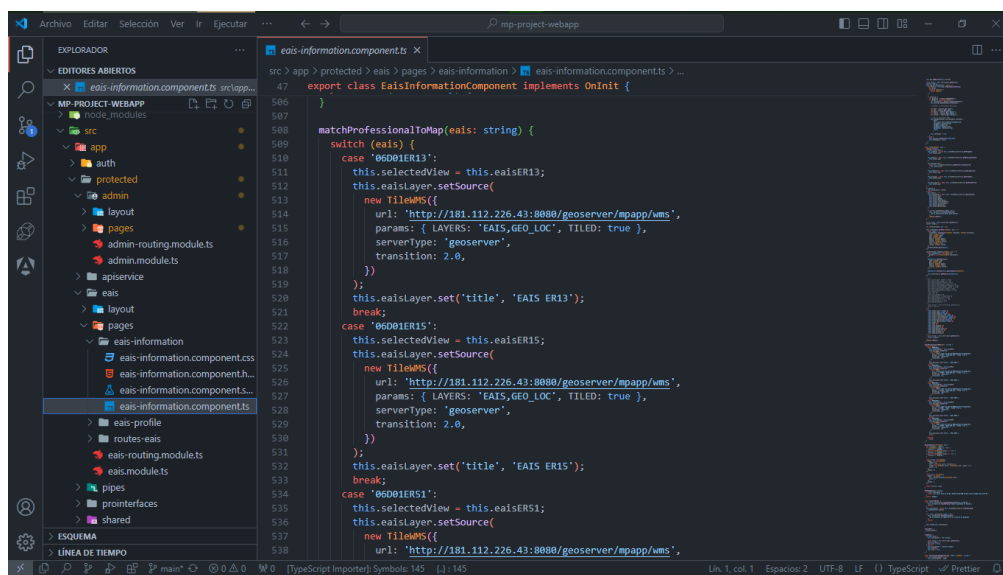 Archivo Editar Selección Ver Ir Ejecutar ... mp-project-webapp
EXPLORADOR ...
EDITORES ABIERTOS
eais-information.component.ts src\app...
MP-PROJECT-WEBAPP
node_modules
src
app
auth
protected
admin
layout
pages
admin-routing.module.ts
admin.module.ts
apiservice
eais
layout
pages
eais-information
eais-information.component.css
eais-information.component.h...
eais-information.component.s...
eais-information.component.ts
eais-profile
routes-eais
eais-routing.module.ts
eais.module.ts
pipes
prointerfaces
shared
ESQUEMA
LÍNEA DE TIEMPO
eais-information.component.ts
src > app > protected > eais > pages > eais-information > eais-information.component.ts > ...
47 export class EaisInformationComponent implements OnInit {
506 }
507
508 matchProfessionalToMap(eais: string) {
509 switch (eais) {
510 case '06D01ER13':
511 this.selectedView = this.eaisER13;
512 this.eaisLayer.setSource(
513 new TileWMS({
514 url: 'http://181.112.226.43:8080/geoserver/mpapp/wms',
515 params: { LAYERS: 'EAIS,GEO_LOC', TILED: true },
516 serverType: 'geoserver',
517 transition: 2.0,
518 })
519 );
520 this.eaisLayer.set('title', 'EAIS ER13');
521 break;
522 case '06D01ER15':
523 this.selectedView = this.eaisER15;
524 this.eaisLayer.setSource(
525 new TileWMS({
526 url: 'http://181.112.226.43:8080/geoserver/mpapp/wms',
527 params: { LAYERS: 'EAIS,GEO_LOC', TILED: true },
528 serverType: 'geoserver',
529 transition: 2.0,
530 })
531 );
532 this.eaisLayer.set('title', 'EAIS ER15');
533 break;
534 case '06D01ER51':
535 this.selectedView = this.eaisER51;
536 this.eaisLayer.setSource(
537 new TileWMS({
538 url: 'http://181.112.226.43:8080/geoserver/mpapp/wms',
main* 0 0 0 [TypeScript Importer]: Symbols: 145 {..} : 145 Lín. 1, col. 1 Espacios: 2 UTF-8 LF {} TypeScript Prettier